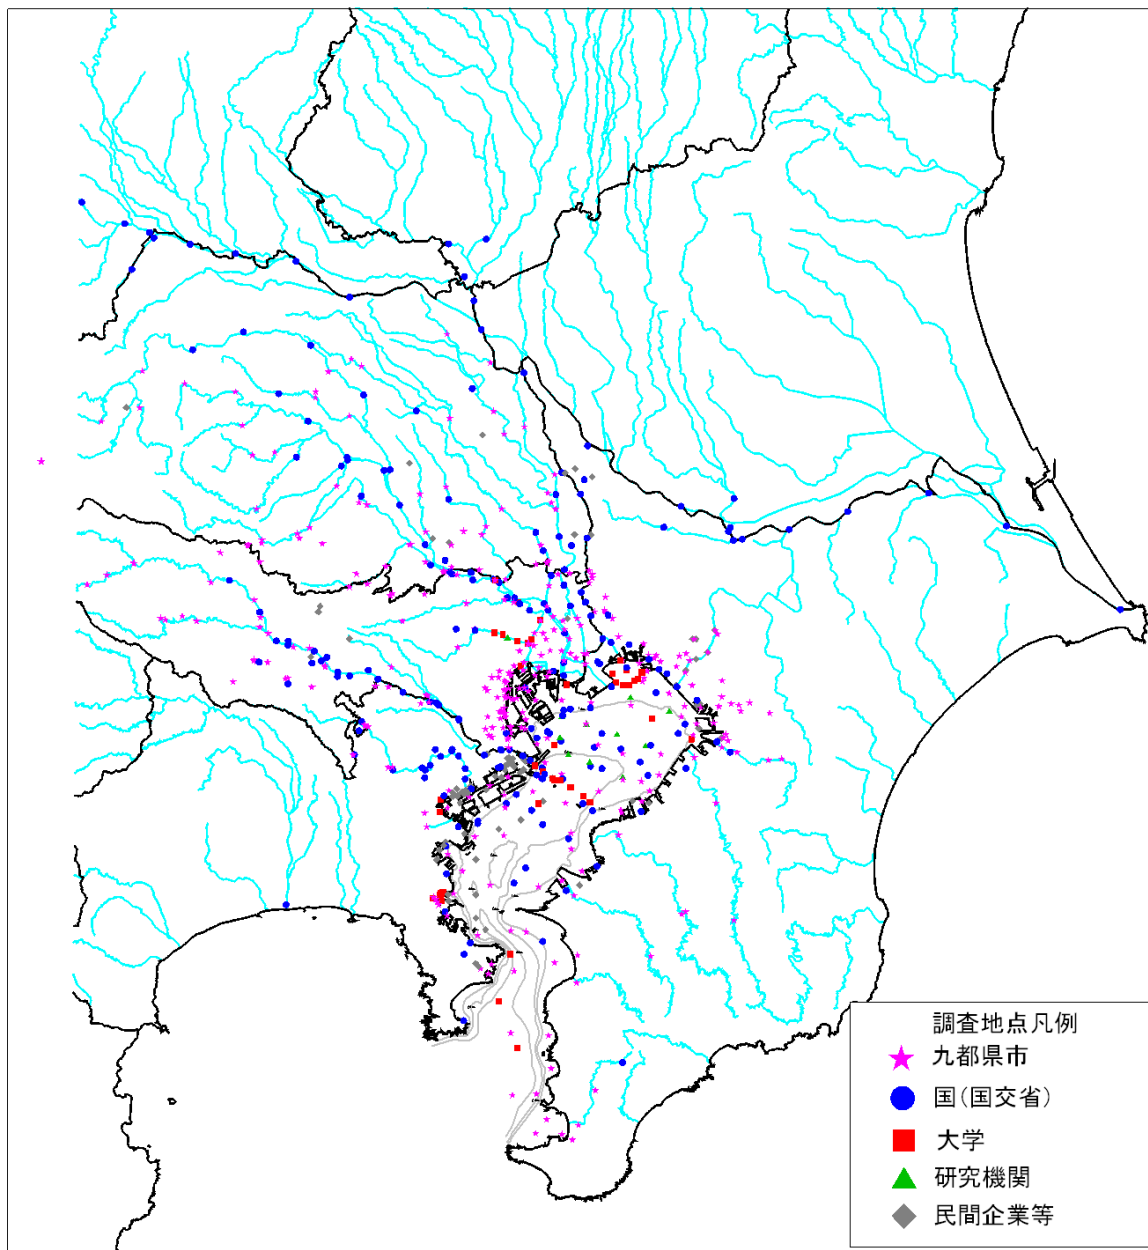 調査地点凡例
九都県市
国(国交省)
大学
研究機関
民間企業等